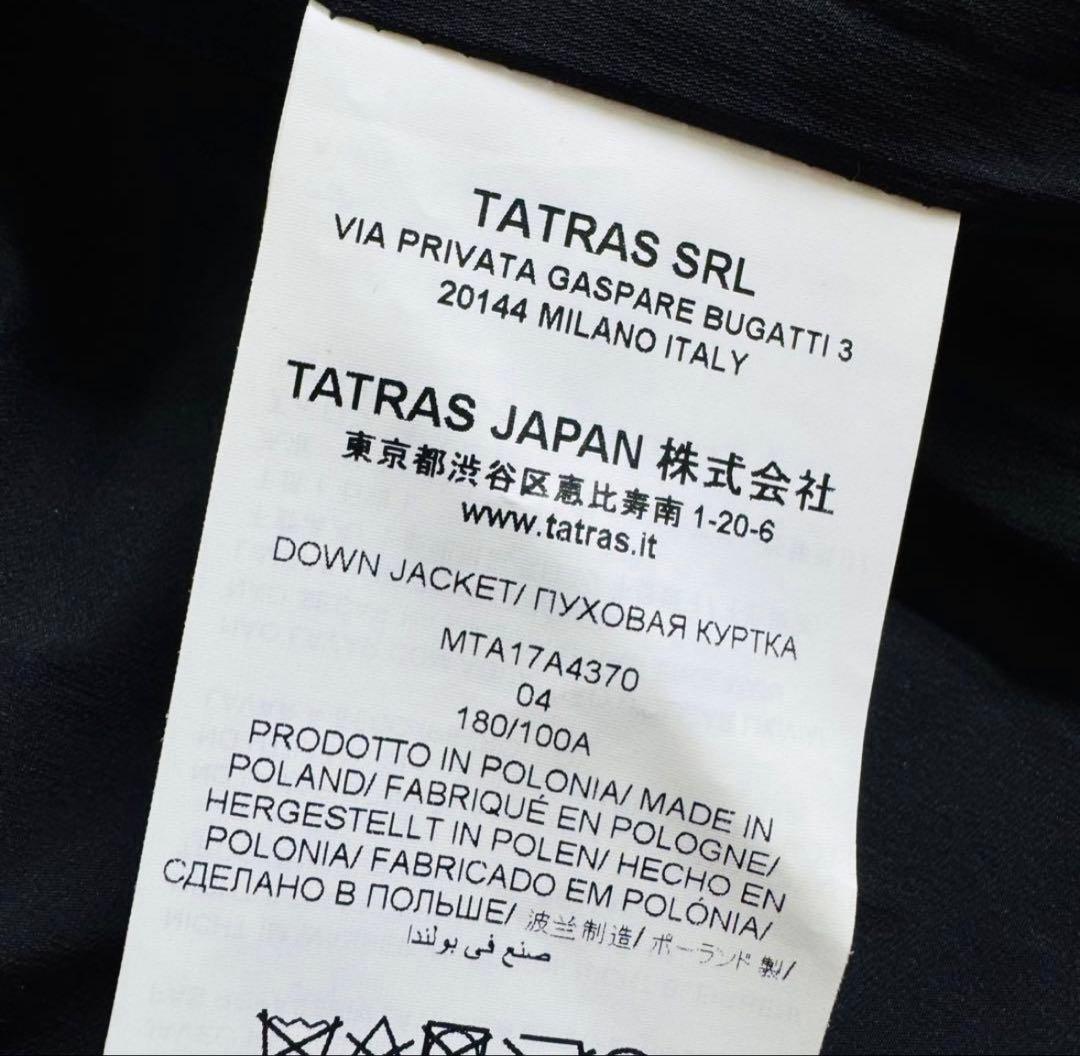 TATRAS SRL
VIA PRIVATA GASPARE BUGATTI 3
20144 MILANO ITALY
TATRAS JAPAN 株式会社
東京都渋谷区恵比寿南 1-20-6
www.tatras.it
DOWN JACKET/ ПУХОВАЯ КУРТКА
MTA17A4370
04
180/100A
PRODOTTO IN POLONIA/ MADE IN
POLAND/ FABRIQUÉ EN POLOGNE/
HERGESTELLT IN POLEN/ HECHO EN
POLONIA/ FABRICADO EM POLÓNIA/
СДЕЛАНО В ПОЛЬШЕ/ 波兰制造/ ポーランド製/
صنع في بولندا